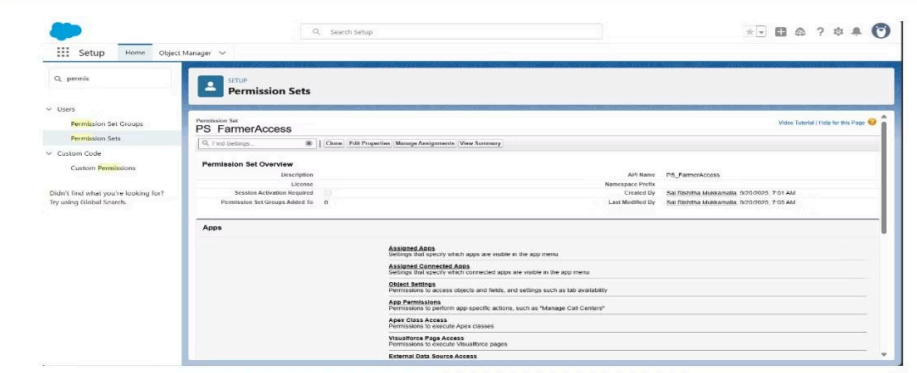 Search Setup
Setup Home Object Manager
permis
Users
Permission Set Groups
Permission Sets
Custom Code
Custom Permissions
Didn't find what you're looking for?
Try using Global Search.
SETUP
Permission Sets
Permission Set
PS_FarmerAccess
Video Tutorial | Help for this Page
Find Settings... | Clone Edit Properties Manage Assignments View Summary
Permission Set Overview
Description API Name PS_FarmerAccess
License Namespace Prefix
Session Activation Required Created By Sai Rishitha Mukkamalla, 9/20/2025, 7:01 AM
Permission Set Groups Added To 0 Last Modified By Sai Rishitha Mukkamalla, 9/20/2025, 7:05 AM
Apps
Assigned Apps
Settings that specify which apps are visible in the app menu
Assigned Connected Apps
Settings that specify which connected apps are visible in the app menu
Object Settings
Permissions to access objects and fields, and settings such as tab availability
App Permissions
Permissions to perform app-specific actions, such as "Manage Call Centers"
Apex Class Access
Permissions to execute Apex classes
Visualforce Page Access
Permissions to execute Visualforce pages
External Data Source Access